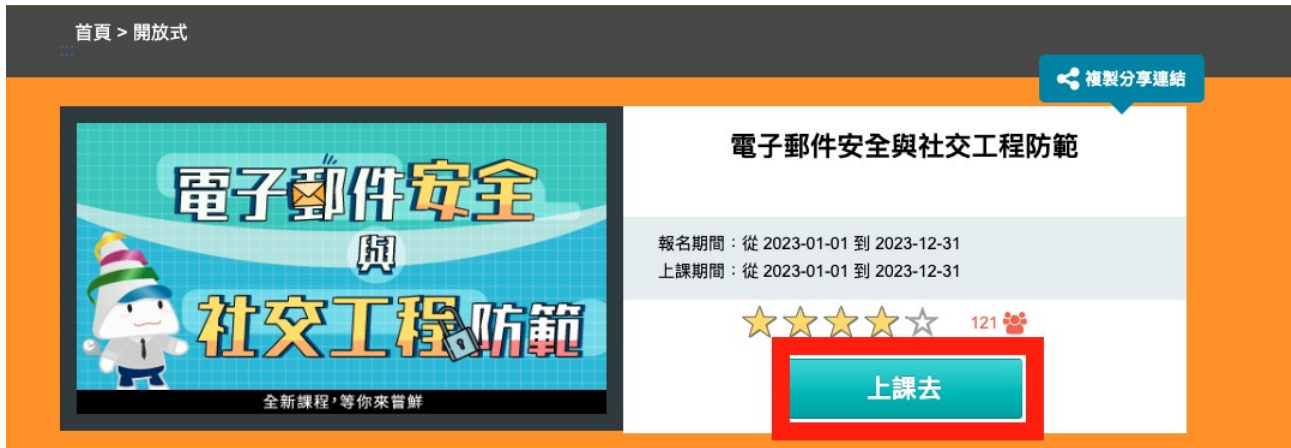 首頁 > 開放式
:::
複製分享連結
電子郵件安全
與
社交工程防範
全新課程，等你來嘗鮮
電子郵件安全與社交工程防範
報名期間：從 2023-01-01 到 2023-12-31
上課期間：從 2023-01-01 到 2023-12-31
121
上課去